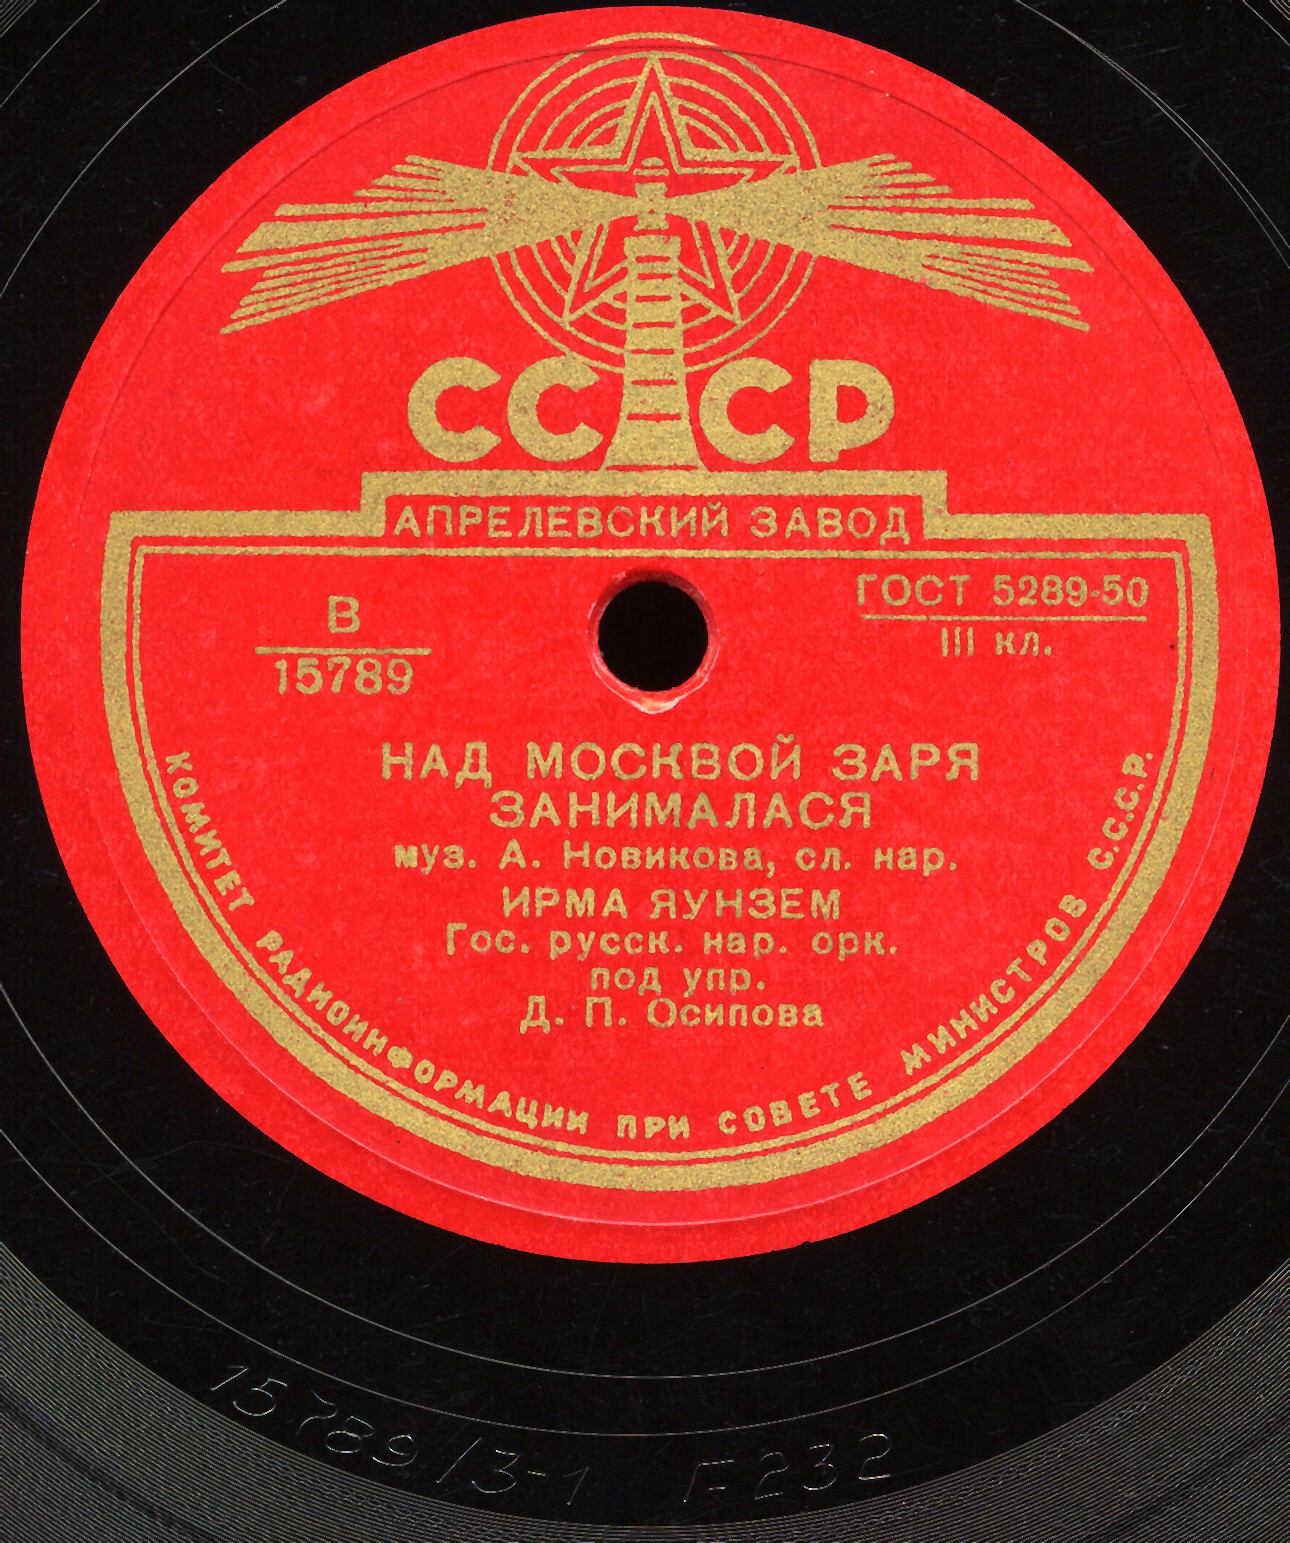 СССР
АПРЕЛЕВСКИЙ ЗАВОД
В
15789
ГОСТ 5289-50
III кл.
НАД МОСКВОЙ ЗАРЯ
ЗАНИМАЛАСЯ
муз. А. Новикова, сл. нар.
ИРМА ЯУНЗЕМ
Гос. русск. нар. орк.
под упр.
Д. П. Осипова
КОМИТЕТ РАДИОИНФОРМАЦИИ ПРИ СОВЕТЕ МИНИСТРОВ С.С.С.Р.
15789/3-1 Г-232